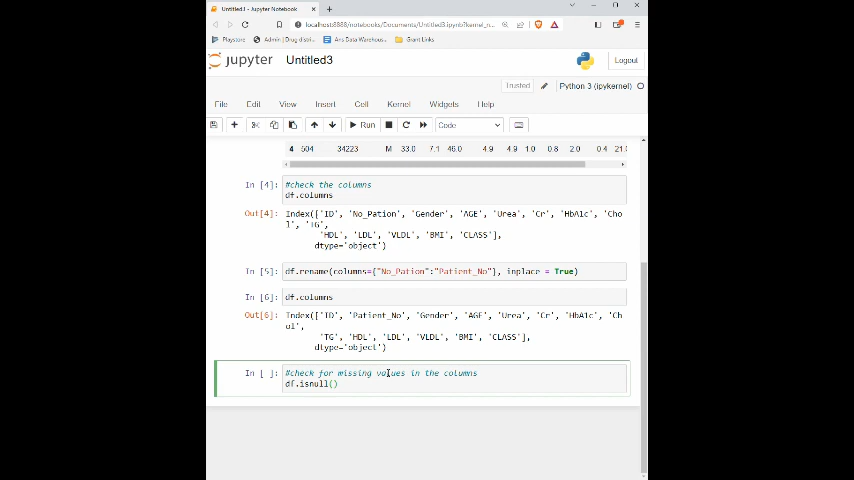 Untitled3 - Jupyter Notebook
localhost:8888/notebooks/Documents/Untitled3.ipynb?kernel_n...
Playstore
Admin | Drug distri...
Ans Data Warehous...
Grant Links
jupyter Untitled3
Logout
Trusted
Python 3 (ipykernel)
File Edit View Insert Cell Kernel Widgets Help
Run Code
4 504 34223 M 33.0 7.1 46.0 4.9 4.9 1.0 0.8 2.0 0.4 21.(
In [4]: #check the columns
df.columns
Out[4]: Index(['ID', 'No_Pation', 'Gender', 'AGE', 'Urea', 'Cr', 'HbA1c', 'Cho
l', 'TG',
'HDL', 'LDL', 'VLDL', 'BMI', 'CLASS'],
dtype='object')
In [5]: df.rename(columns={"No_Pation":"Patient_No"}, inplace = True)
In [6]: df.columns
Out[6]: Index(['ID', 'Patient_No', 'Gender', 'AGE', 'Urea', 'Cr', 'HbA1c', 'Ch
ol',
'TG', 'HDL', 'LDL', 'VLDL', 'BMI', 'CLASS'],
dtype='object')
In [ ]: #check for missing values in the columns
df.isnull()